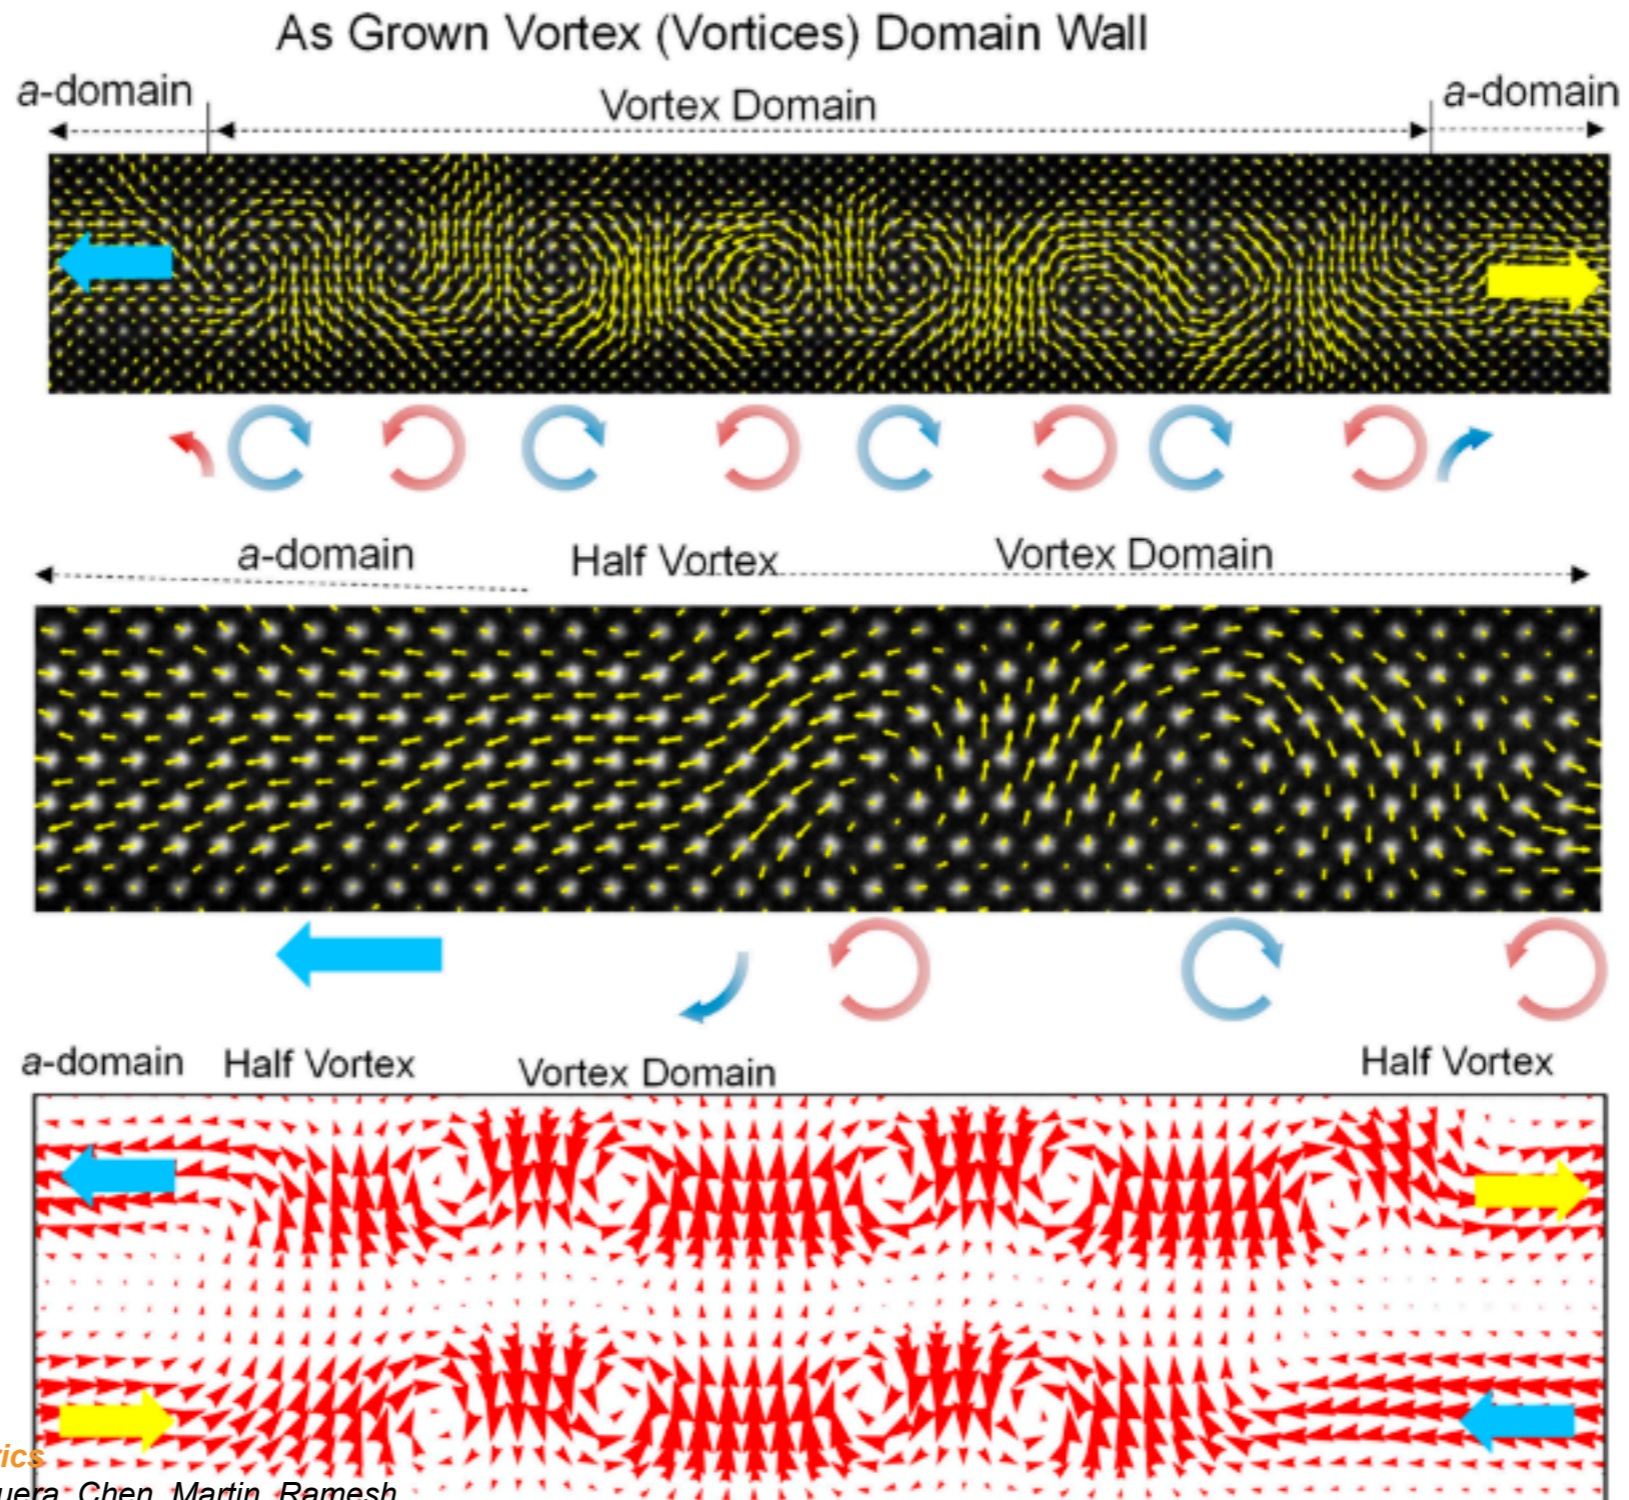 As Grown Vortex (Vortices) Domain Wall
a-domain
Vortex Domain
a-domain
a-domain
Half Vortex
Vortex Domain
a-domain
Half Vortex
Vortex Domain
Half Vortex
Chen, Martin, Ramesh